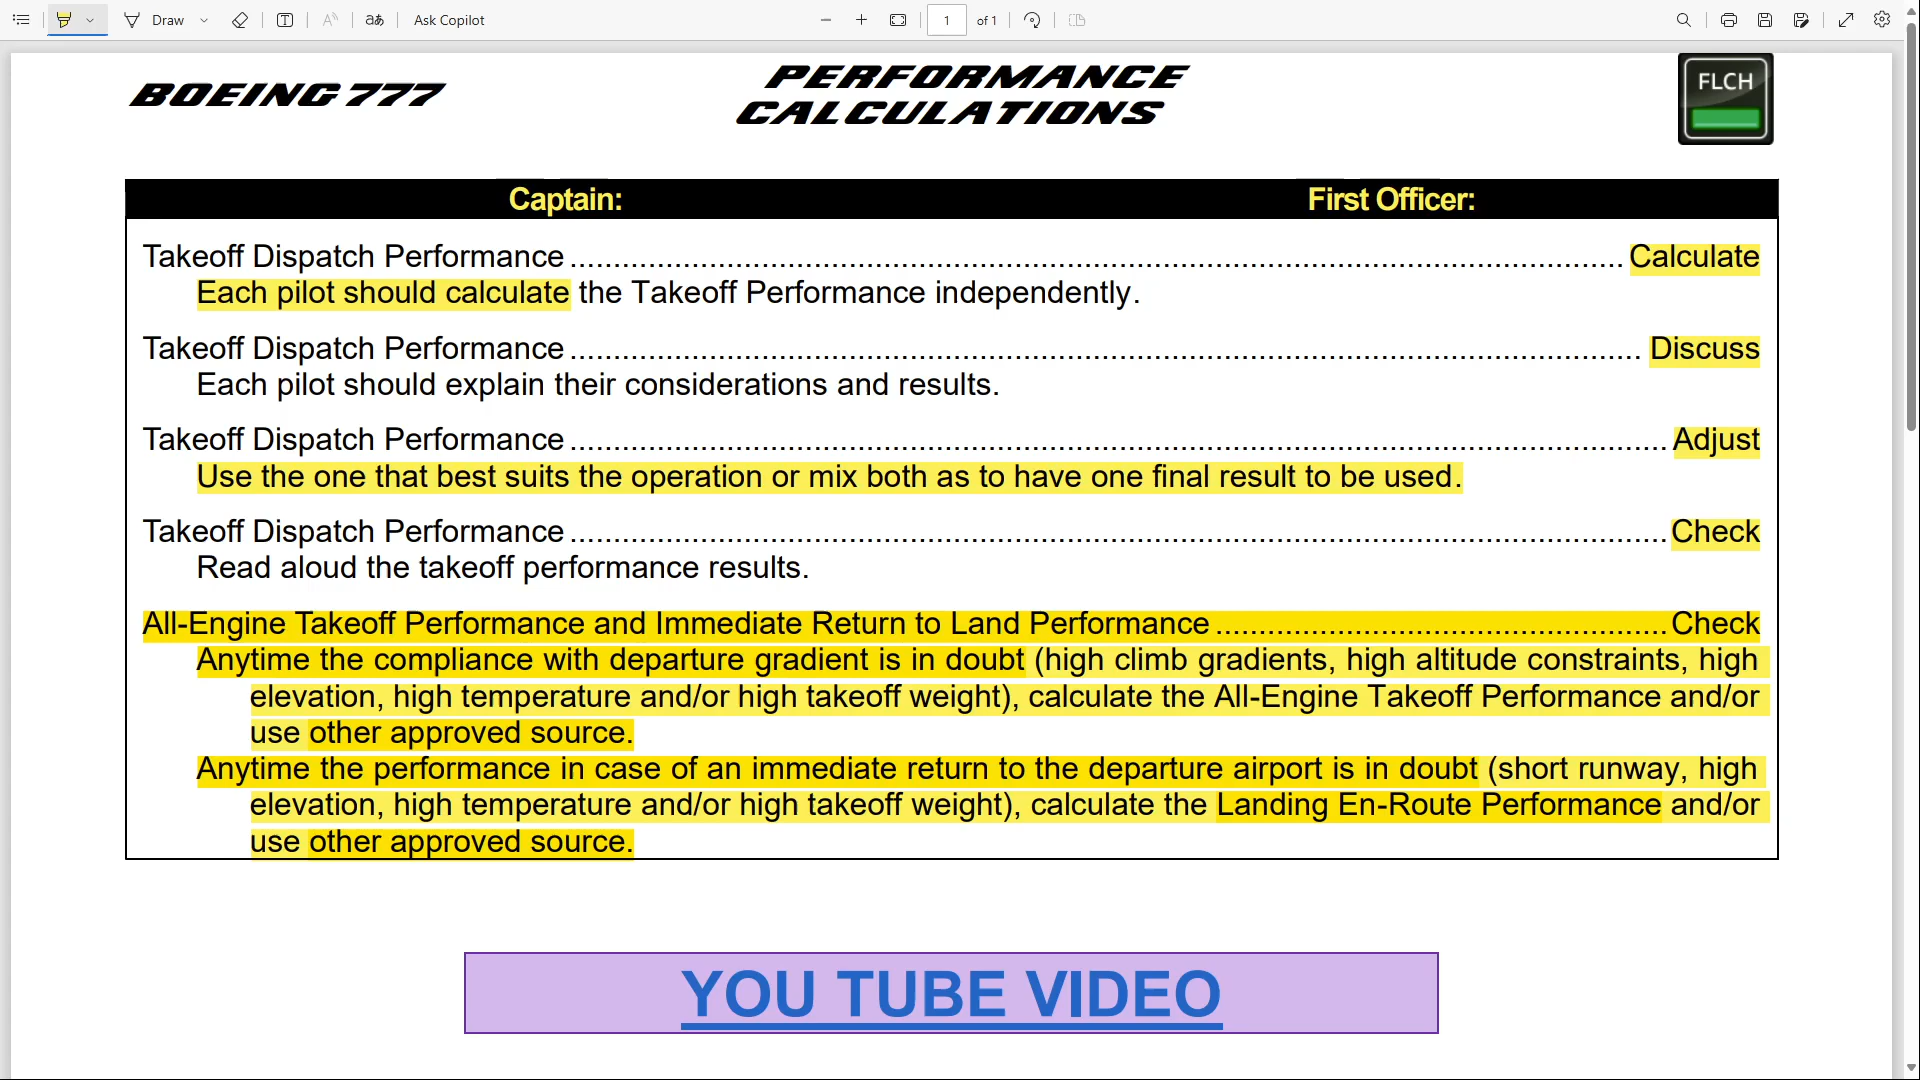 Draw
Ask Copilot
1 of 1
BOEING 777
PERFORMANCE
CALCULATIONS
FLCH
Captain: First Officer:
Takeoff Dispatch Performance........................................................................................................................... Calculate
Each pilot should calculate the Takeoff Performance independently.
Takeoff Dispatch Performance............................................................................................................................. Discuss
Each pilot should explain their considerations and results.
Takeoff Dispatch Performance................................................................................................................................ Adjust
Use the one that best suits the operation or mix both as to have one final result to be used.
Takeoff Dispatch Performance................................................................................................................................ Check
Read aloud the takeoff performance results.
All-Engine Takeoff Performance and Immediate Return to Land Performance..................................................... Check
Anytime the compliance with departure gradient is in doubt (high climb gradients, high altitude constraints, high
elevation, high temperature and/or high takeoff weight), calculate the All-Engine Takeoff Performance and/or
use other approved source.
Anytime the performance in case of an immediate return to the departure airport is in doubt (short runway, high
elevation, high temperature and/or high takeoff weight), calculate the Landing En-Route Performance and/or
use other approved source.
YOU TUBE VIDEO